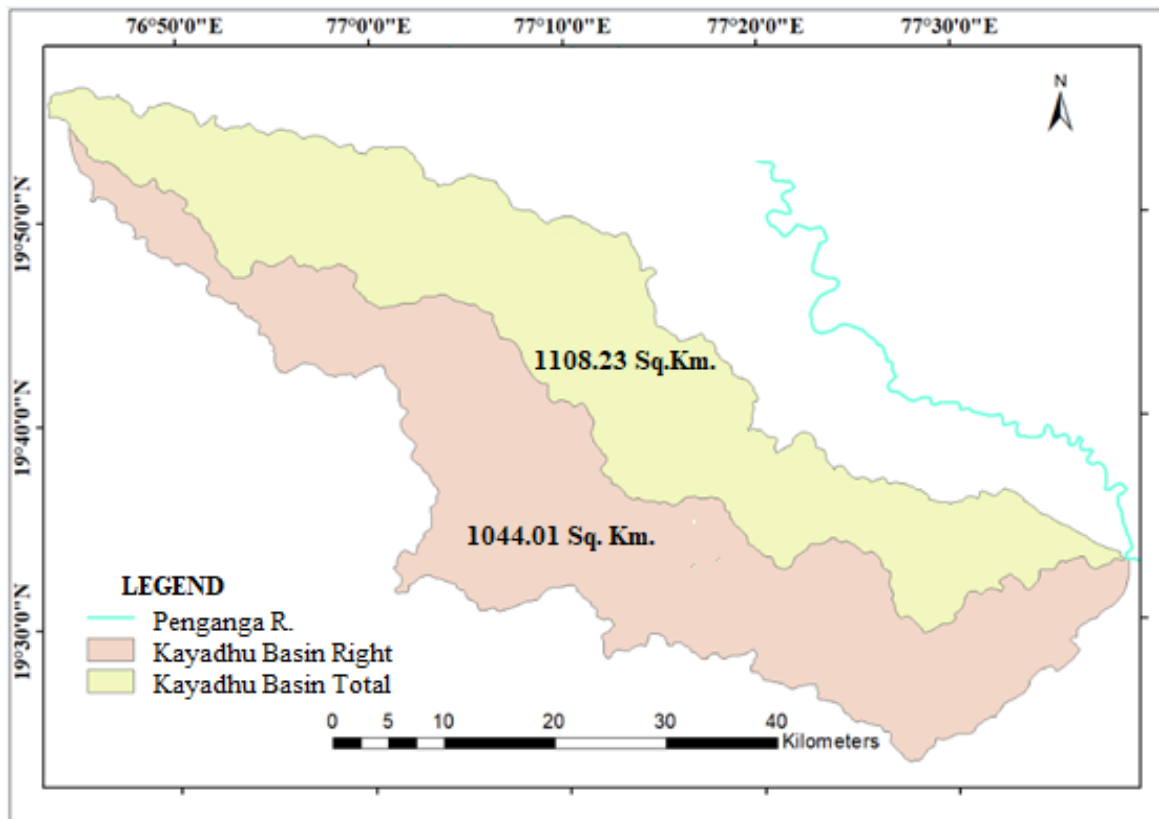 76°50'0"E 77°0'0"E 77°10'0"E 77°20'0"E 77°30'0"E
N
19°50'0"N
19°40'0"N
19°30'0"N
1108.23 Sq.Km.
1044.01 Sq. Km.
LEGEND
Penganga R.
Kayadhu Basin Right
Kayadhu Basin Total
0 5 10 20 30 40
Kilometers